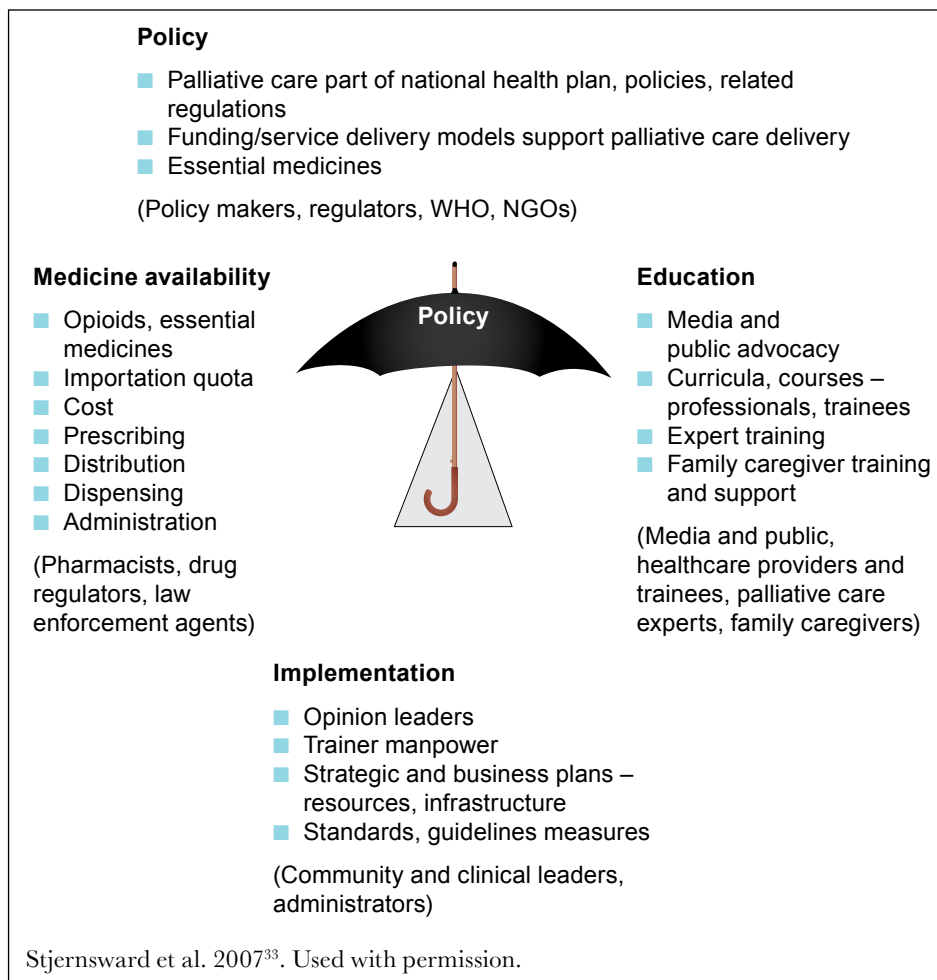 Policy
■ Palliative care part of national health plan, policies, related
regulations
■ Funding/service delivery models support palliative care delivery
■ Essential medicines
(Policy makers, regulators, WHO, NGOs)
Medicine availability
■ Opioids, essential
medicines
■ Importation quota
■ Cost
■ Prescribing
■ Distribution
■ Dispensing
■ Administration
(Pharmacists, drug
regulators, law
enforcement agents)
Policy
Education
■ Media and
public advocacy
■ Curricula, courses –
professionals, trainees
■ Expert training
■ Family caregiver training
and support
(Media and public,
healthcare providers and
trainees, palliative care
experts, family caregivers)
Implementation
■ Opinion leaders
■ Trainer manpower
■ Strategic and business plans –
resources, infrastructure
■ Standards, guidelines measures
(Community and clinical leaders,
administrators)
Stjernsward et al. 2007³³. Used with permission.